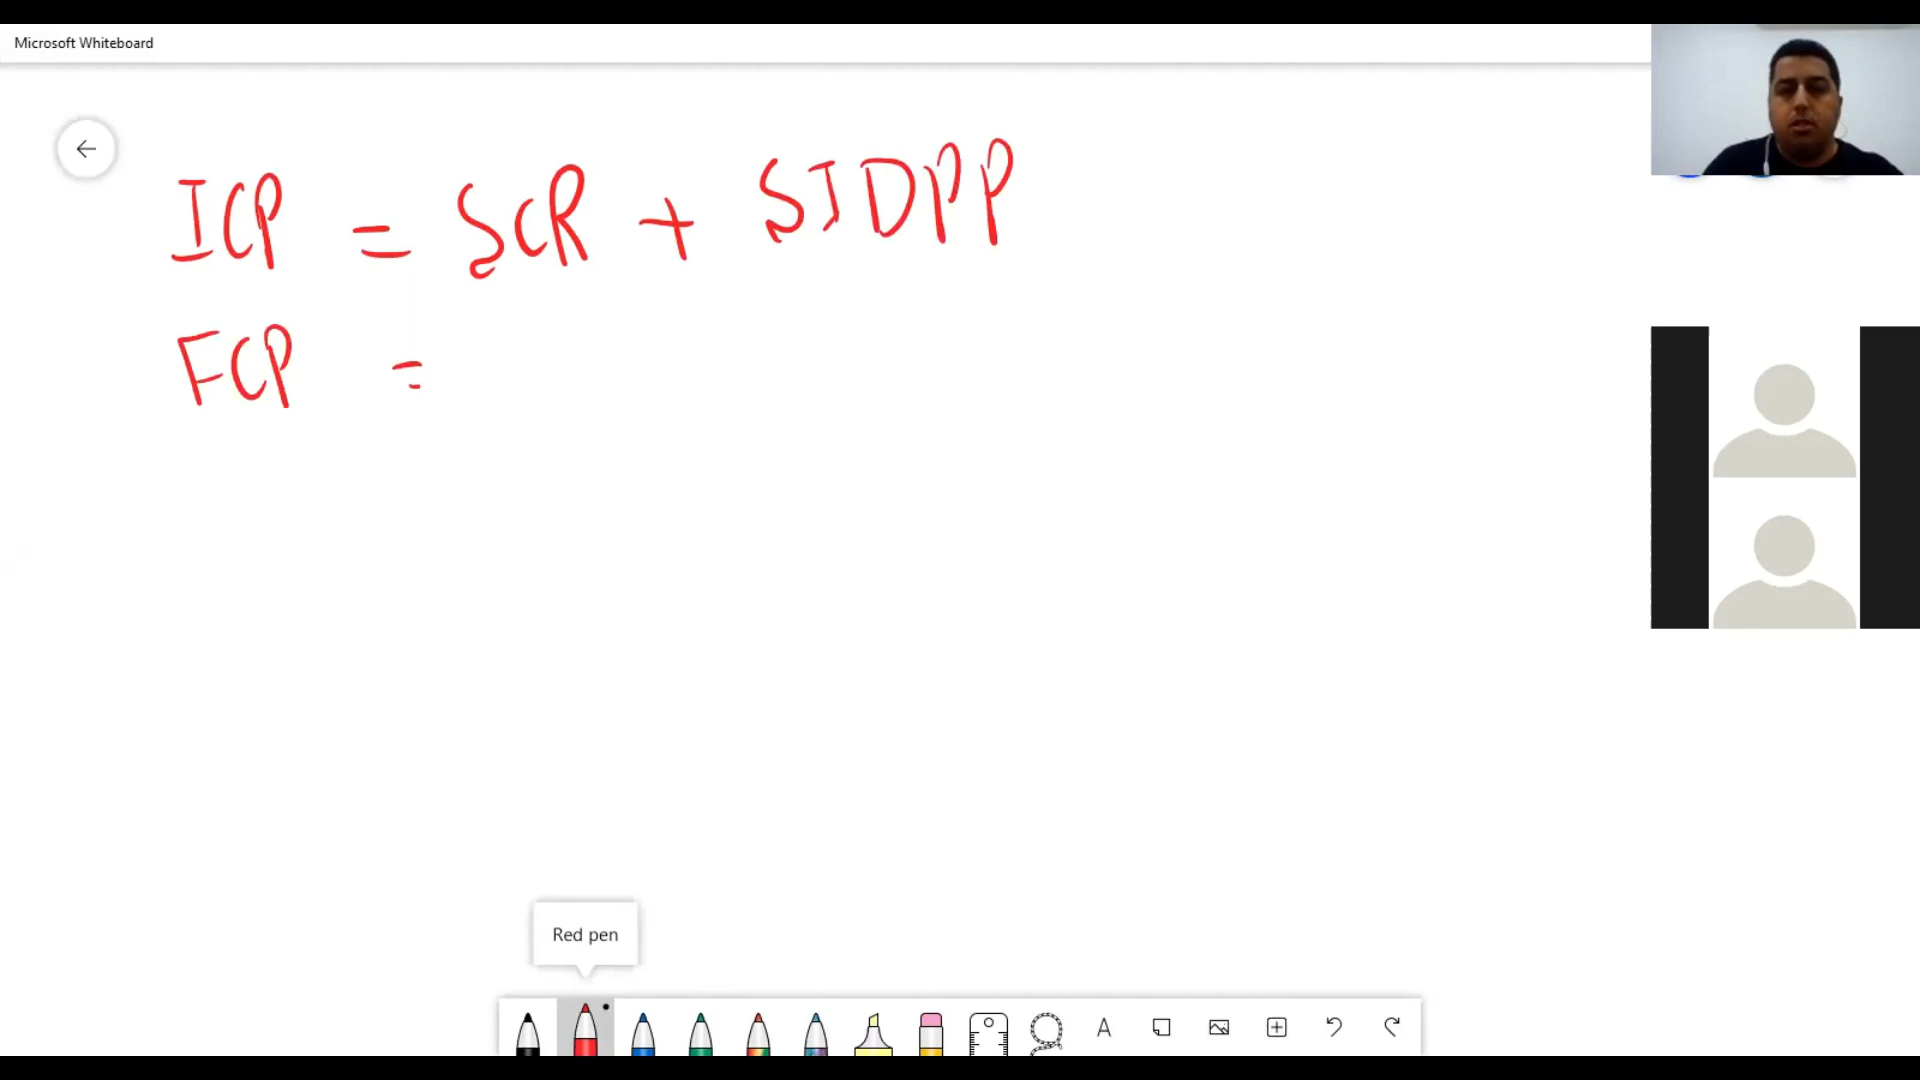 Microsoft Whiteboard
ICP = SCR + SIDPP
FCP =
Red pen